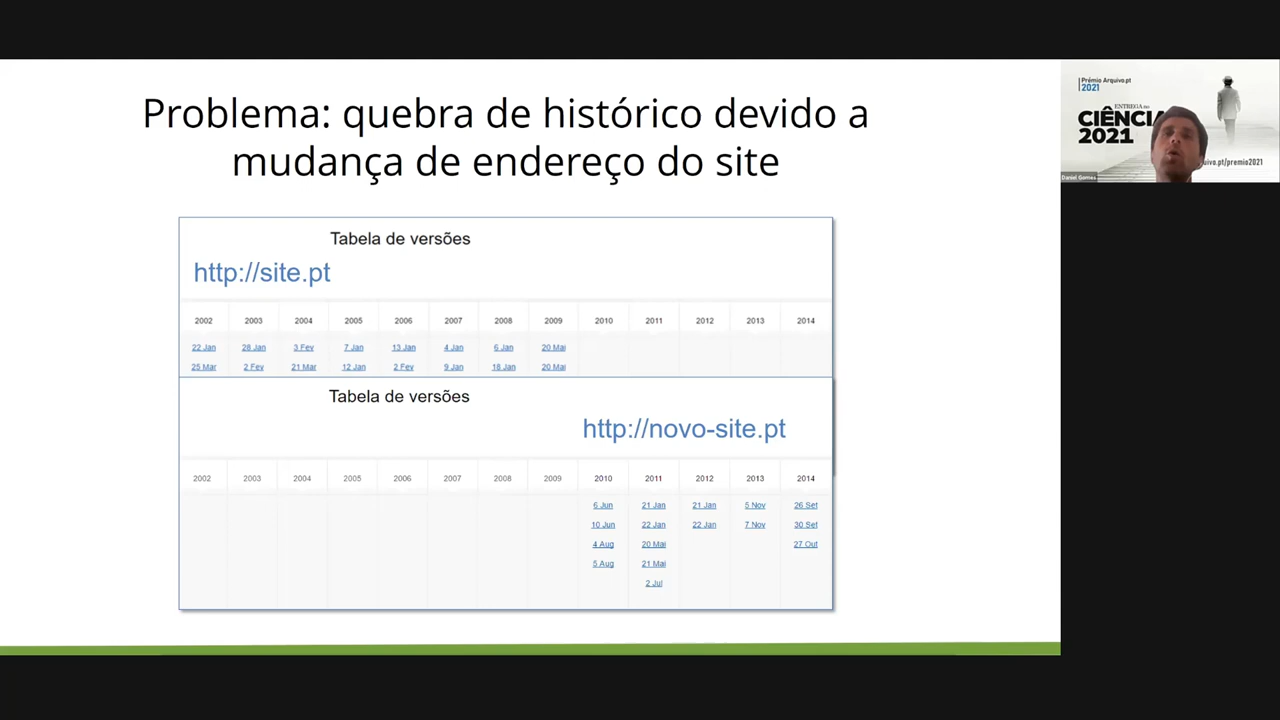 Problema: quebra de histórico devido a
mudança de endereço do site
Tabela de versões
http://site.pt
2002 2003 2004 2005 2006 2007 2008 2009 2010 2011 2012 2013 2014
22 Jan 28 Jan 3 Fev 7 Jan 13 Jan 4 Jan 6 Jan 20 Mai
25 Mar 2 Fev 21 Mar 12 Jan 2 Fev 9 Jan 18 Jan 20 Mai
Tabela de versões
http://novo-site.pt
2002 2003 2004 2005 2006 2007 2008 2009 2010 2011 2012 2013 2014
6 Jun 21 Jan 21 Jan 5 Nov 26 Set
10 Jun 22 Jan 22 Jan 7 Nov 30 Set
4 Aug 20 Mai 27 Out
5 Aug 21 Mai
2 Jul
Prémio Arquivo.pt
2021
ENTREGA no
CIÊNCIA
2021
uivo.pt/premio2021
Daniel Gomes